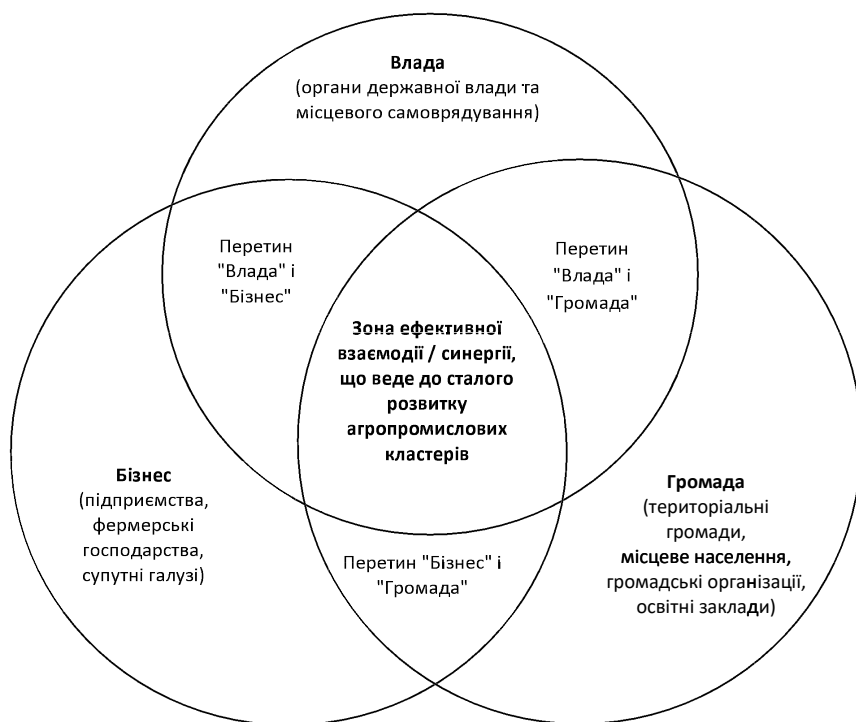 Влада
(органи державної влади та
місцевого самоврядування)
Перетин
"Влада" і
"Бізнес"
Перетин
"Влада" і
"Громада"
Зона ефективної
взаємодії / синергії,
що веде до сталого
розвитку
агропромислових
кластерів
Бізнес
(підприємства,
фермерські
господарства,
супутні галузі)
Громада
(територіальні
громади,
місцеве населення,
громадські організації,
освітні заклади)
Перетин "Бізнес" і
"Громада"